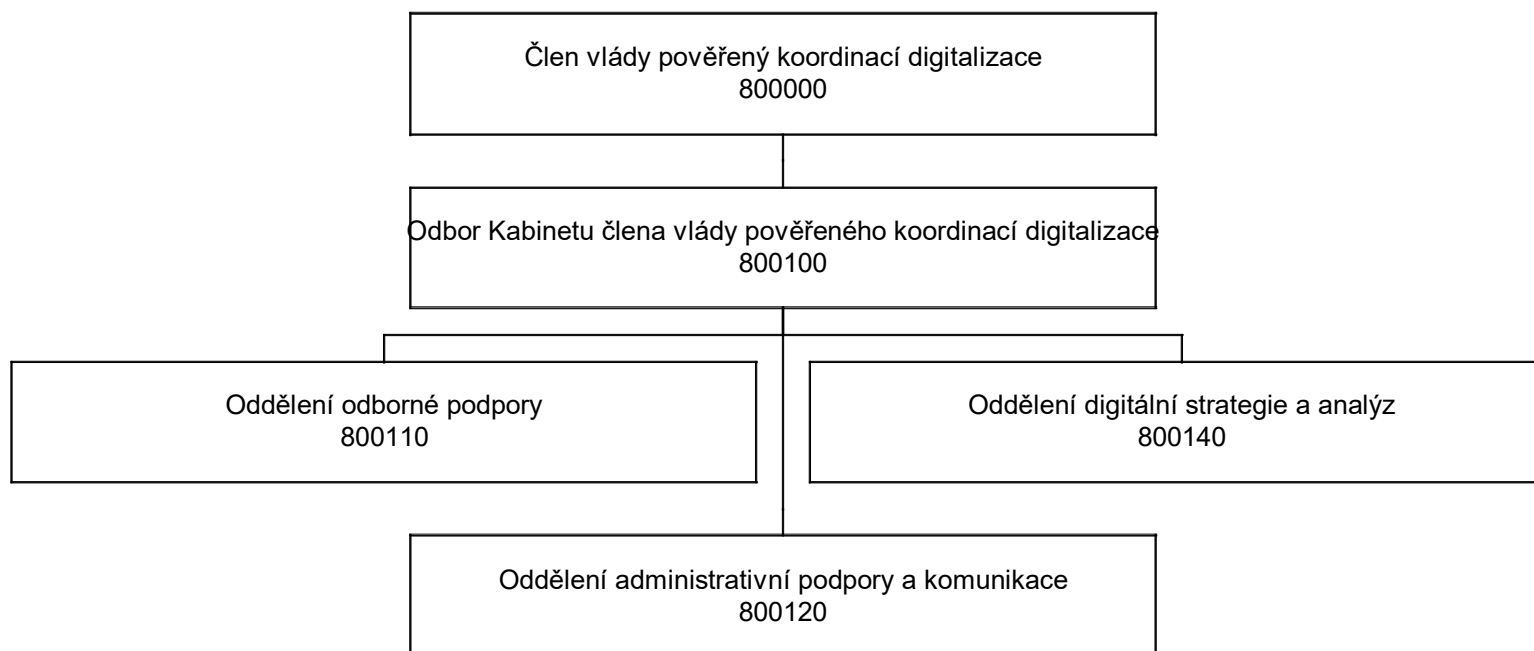 Člen vlády pověřený koordinací digitalizace
800000
Odbor Kabinetu člena vlády pověřeného koordinací digitalizace
800100
Oddělení odborné podpory
800110
Oddělení digitální strategie a analýz
800140
Oddělení administrativní podpory a komunikace
800120